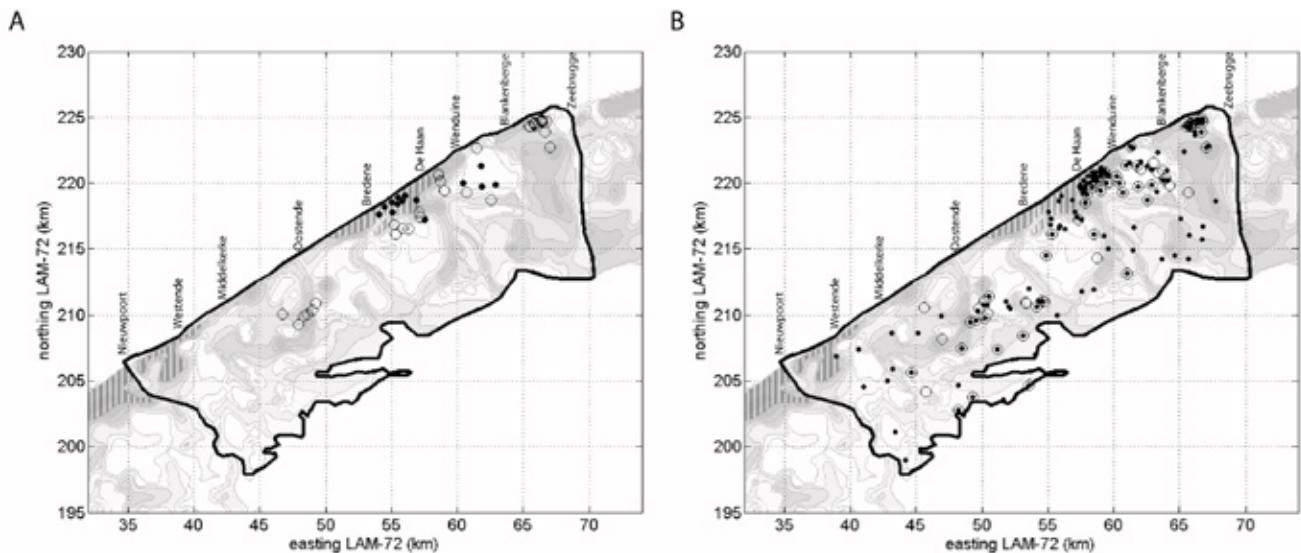 A
B
230
225
220
215
210
205
200
195
northing LAM-72 (km)
Nieuwpoort
Westende
Middelkerke
Oostende
Bredene
De Haan
Wenduine
Blankenberge
Zeebrugge
35 40 45 50 55 60 65 70
easting LAM-72 (km)
230
225
220
215
210
205
200
195
northing LAM-72 (km)
Nieuwpoort
Westende
Middelkerke
Oostende
Bredene
De Haan
Wenduine
Blankenberge
Zeebrugge
35 40 45 50 55 60 65 70
easting LAM-72 (km)